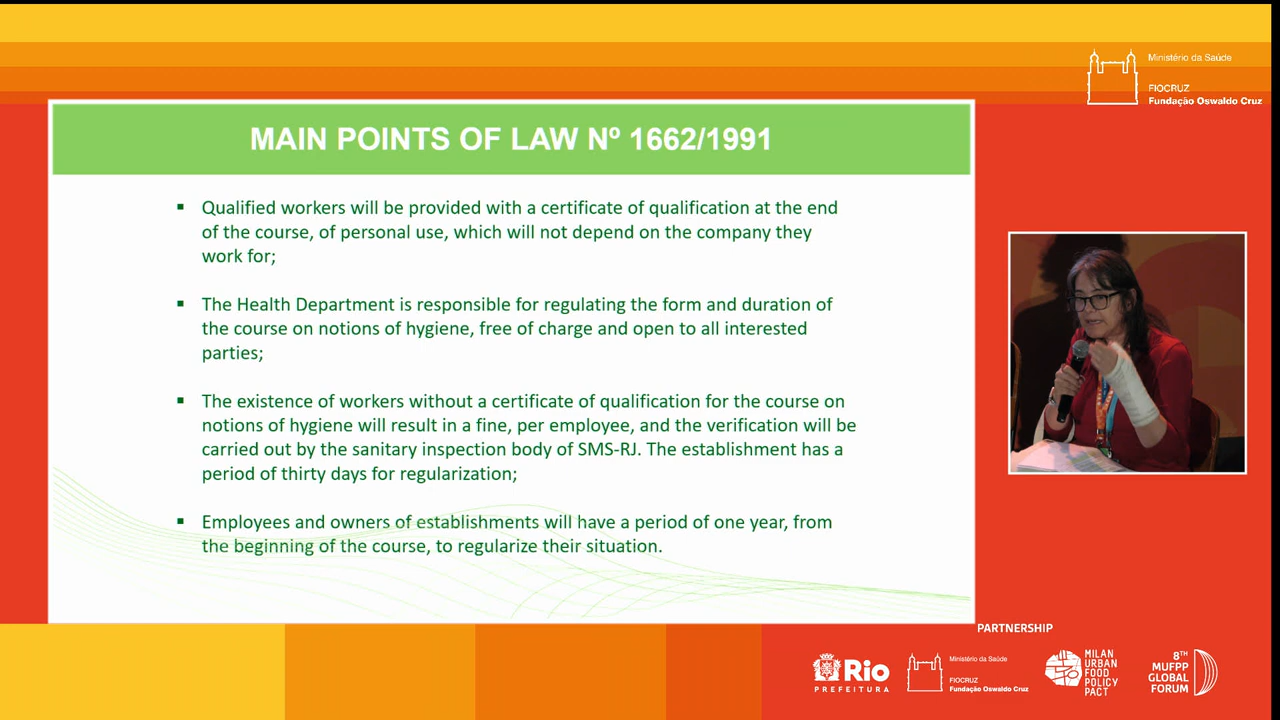 Ministério da Saúde
FIOCRUZ
Fundação Oswaldo Cruz
MAIN POINTS OF LAW Nº 1662/1991
▪ Qualified workers will be provided with a certificate of qualification at the end
of the course, of personal use, which will not depend on the company they
work for;
▪ The Health Department is responsible for regulating the form and duration of
the course on notions of hygiene, free of charge and open to all interested
parties;
▪ The existence of workers without a certificate of qualification for the course on
notions of hygiene will result in a fine, per employee, and the verification will be
carried out by the sanitary inspection body of SMS-RJ. The establishment has a
period of thirty days for regularization;
▪ Employees and owners of establishments will have a period of one year, from
the beginning of the course, to regularize their situation.
PARTNERSHIP
Rio
PREFEITURA
Ministério da Saúde
FIOCRUZ
Fundação Oswaldo Cruz
MILAN
URBAN
FOOD
POLICY
PACT
8TH
MUFPP
GLOBAL
FORUM